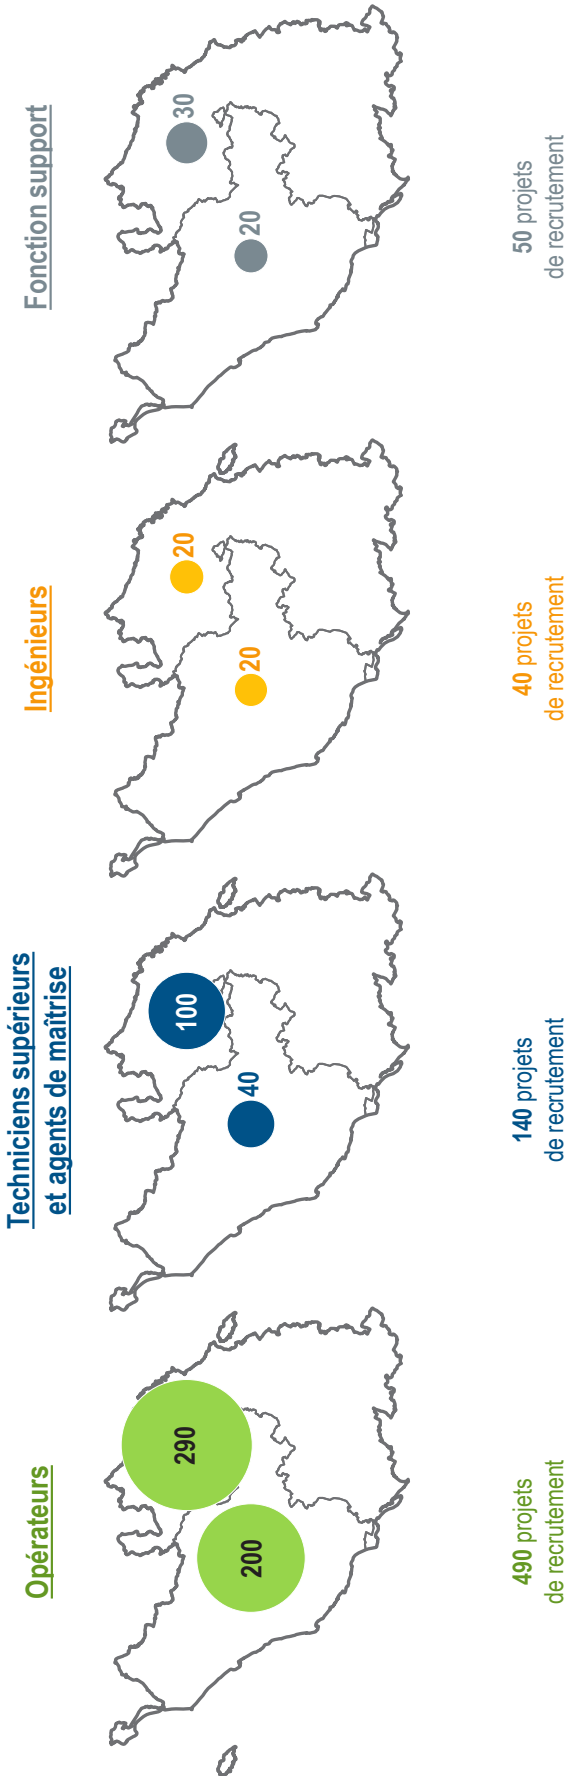 Opérateurs
290
200
490 projets
de recrutement
Techniciens supérieurs
et agents de maîtrise
100
40
140 projets
de recrutement
Ingénieurs
20
20
40 projets
de recrutement
Fonction support
30
20
50 projets
de recrutement